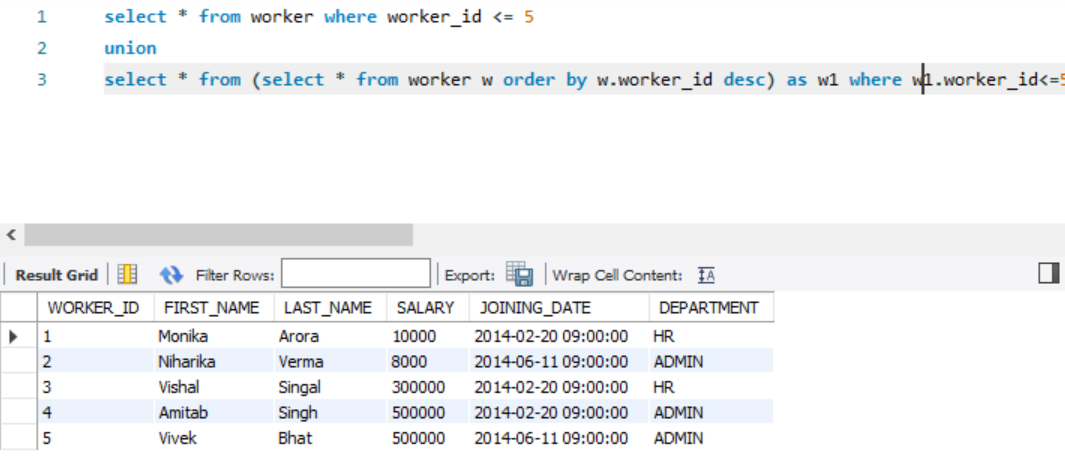 1 select * from worker where worker_id <= 5
2 union
3 select * from (select * from worker w order by w.worker_id desc) as w1 where w1.worker_id<=5
Result Grid Filter Rows: Export: Wrap Cell Content: IA
WORKER_ID FIRST_NAME LAST_NAME SALARY JOINING_DATE DEPARTMENT
1 Monika Arora 10000 2014-02-20 09:00:00 HR
2 Niharika Verma 8000 2014-06-11 09:00:00 ADMIN
3 Vishal Singal 300000 2014-02-20 09:00:00 HR
4 Amitab Singh 500000 2014-02-20 09:00:00 ADMIN
5 Vivek Bhat 500000 2014-06-11 09:00:00 ADMIN